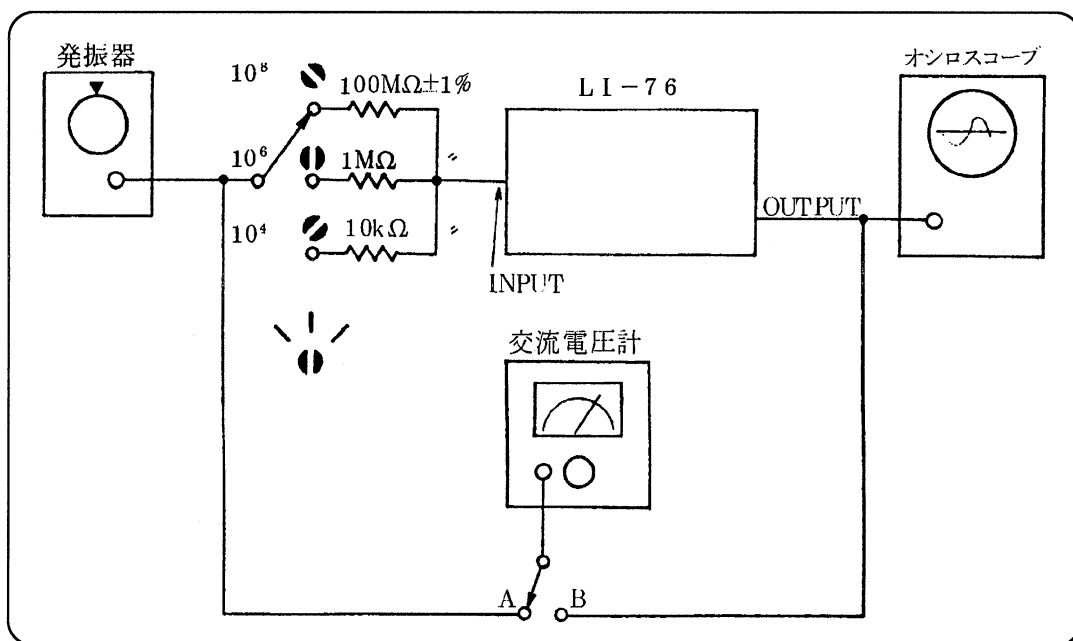 発振器
オシロスコープ
LI-76
10⁸
100MΩ±1%
10⁶
1MΩ 〃
OUTPUT
10⁴
10kΩ 〃
INPUT
交流電圧計
A
B